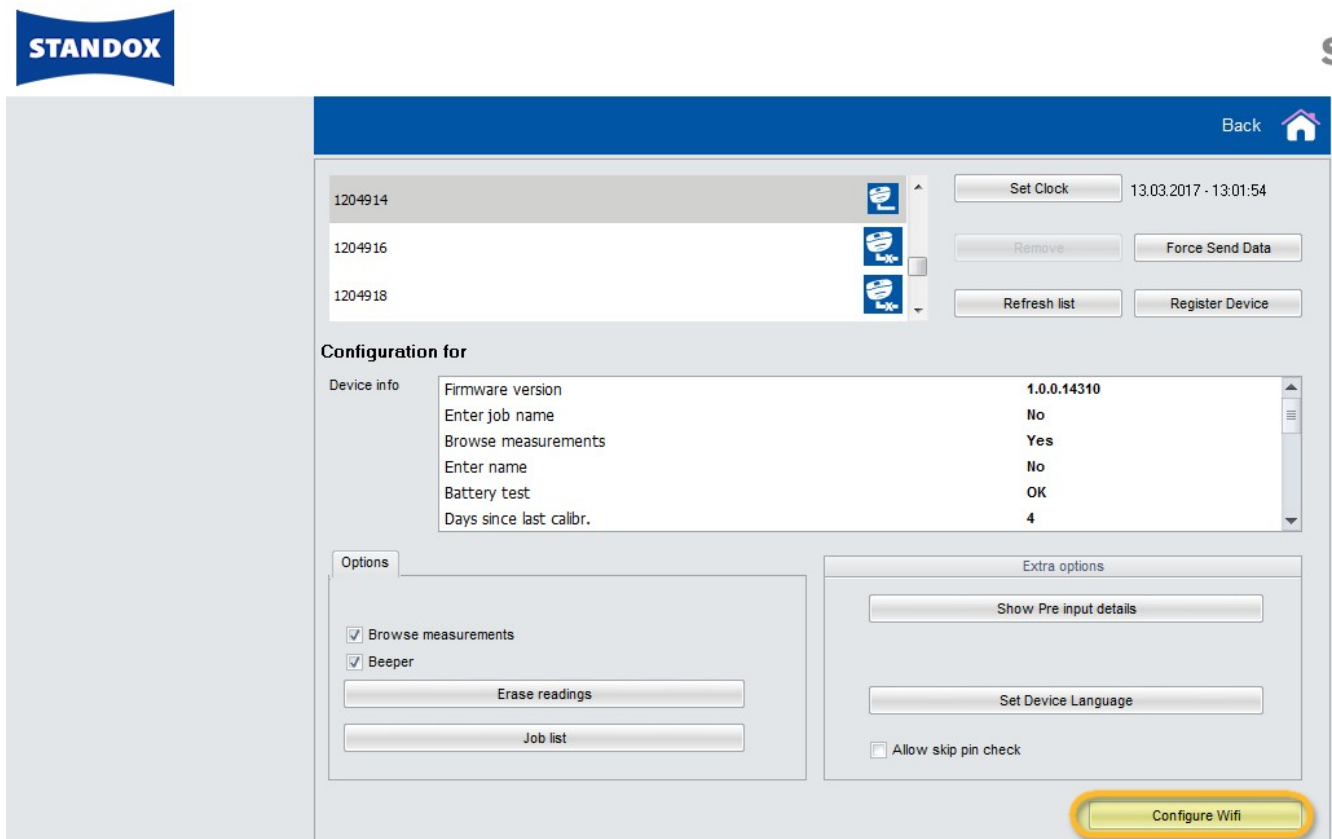 STANDOX
S
Back
1204914
Set Clock 13.03.2017 - 13:01:54
1204916
Remove Force Send Data
1204918
Refresh list Register Device
Configuration for
Device info
Firmware version 1.0.0.14310
Enter job name No
Browse measurements Yes
Enter name No
Battery test OK
Days since last calibr. 4
Options
Extra options
Show Pre input details
Browse measurements
Beeper
Erase readings
Set Device Language
Job list
Allow skip pin check
Configure Wifi